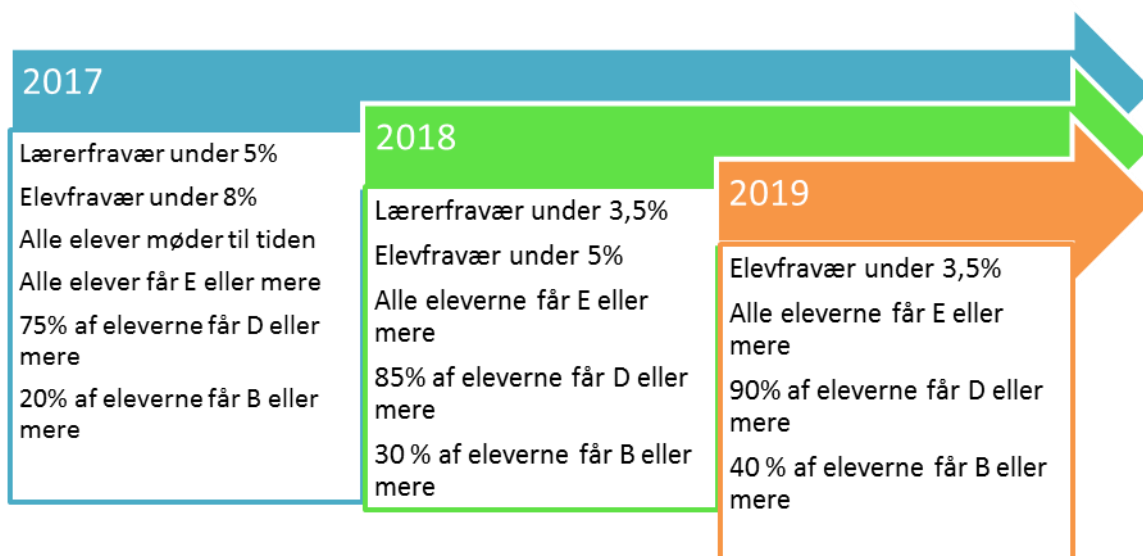 2017
Lærerfravær under 5%
Elevfravær under 8%
Alle elever møder til tiden
Alle elever får E eller mere
75% af eleverne får D eller
mere
20% af eleverne får B eller
mere
2018
Lærerfravær under 3,5%
Elevfravær under 5%
Alle eleverne får E eller
mere
85% af eleverne får D eller
mere
30 % af eleverne får B eller
mere
2019
Elevfravær under 3,5%
Alle eleverne får E eller
mere
90% af eleverne får D eller
mere
40 % af eleverne får B eller
mere